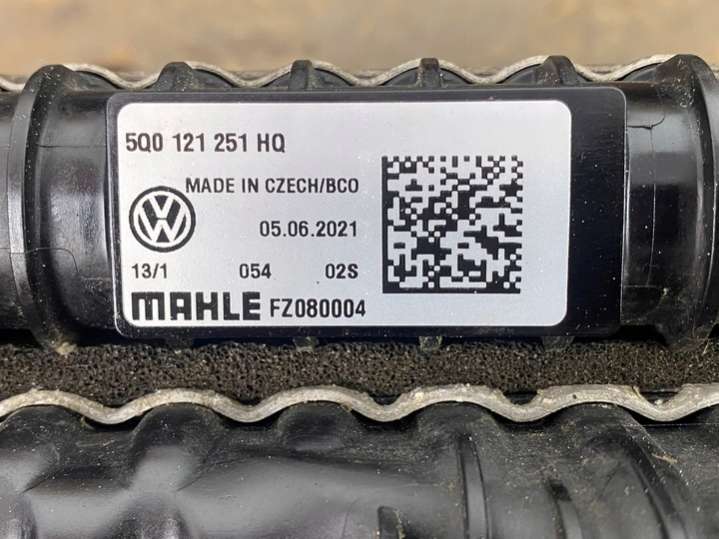 5Q0 121 251 HQ
MADE IN CZECH/BCO
05.06.2021
13/1 054 02S
MAHLE FZ080004